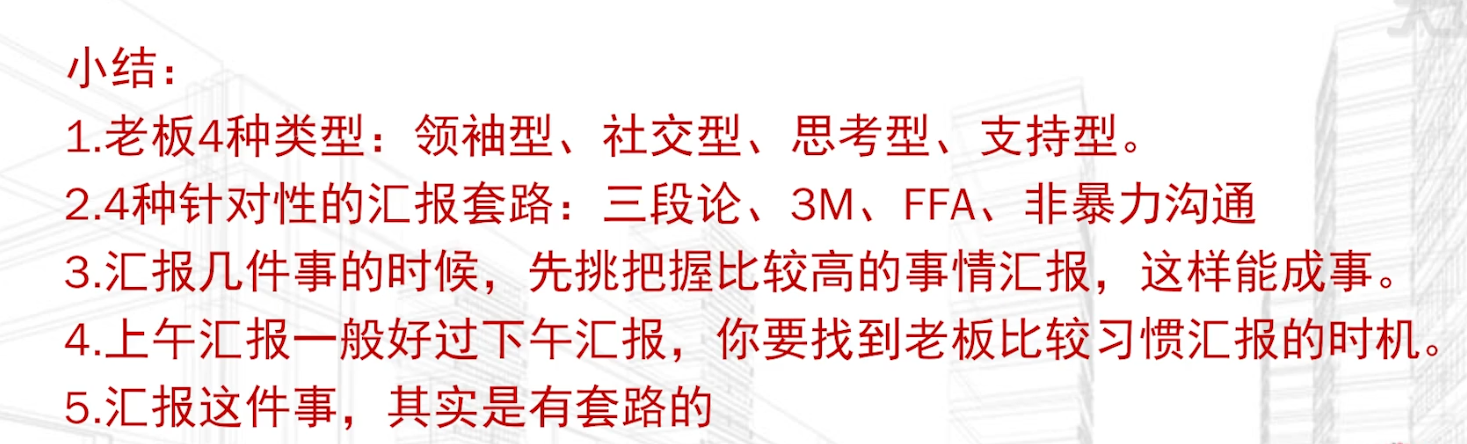 小结：
1.老板4种类型：领袖型、社交型、思考型、支持型。
2.4种针对性的汇报套路：三段论、3M、FFA、非暴力沟通
3.汇报几件事的时候，先挑把握比较高的事情汇报，这样能成事。
4.上午汇报一般好过下午汇报，你要找到老板比较习惯汇报的时机。
5.汇报这件事，其实是有套路的